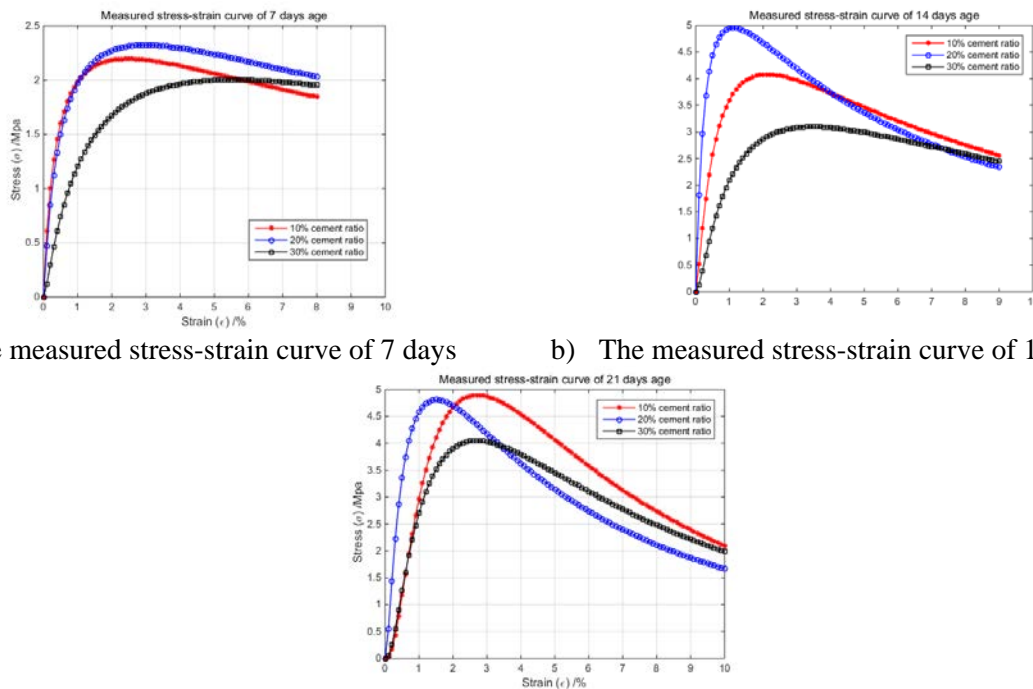 Measured stress-strain curve of 7 days age
Stress (σ) /Mpa
2.5
2
1.5
1
0.5
0
10% cement ratio
20% cement ratio
30% cement ratio
0 1 2 3 4 5 6 7 8 9 10
Strain (ϵ) /%
Measured stress-strain curve of 14 days age
5
4.5
4
3.5
3
2.5
2
1.5
1
0.5
0
10% cement ratio
20% cement ratio
30% cement ratio
0 1 2 3 4 5 6 7 8 9 10
measured stress-strain curve of 7 days
b) The measured stress-strain curve of 1
Measured stress-strain curve of 21 days age
Stress (σ) /Mpa
5
4.5
4
3.5
3
2.5
2
1.5
1
0.5
0
10% cement ratio
20% cement ratio
30% cement ratio
0 1 2 3 4 5 6 7 8 9 10
Strain (ϵ) /%